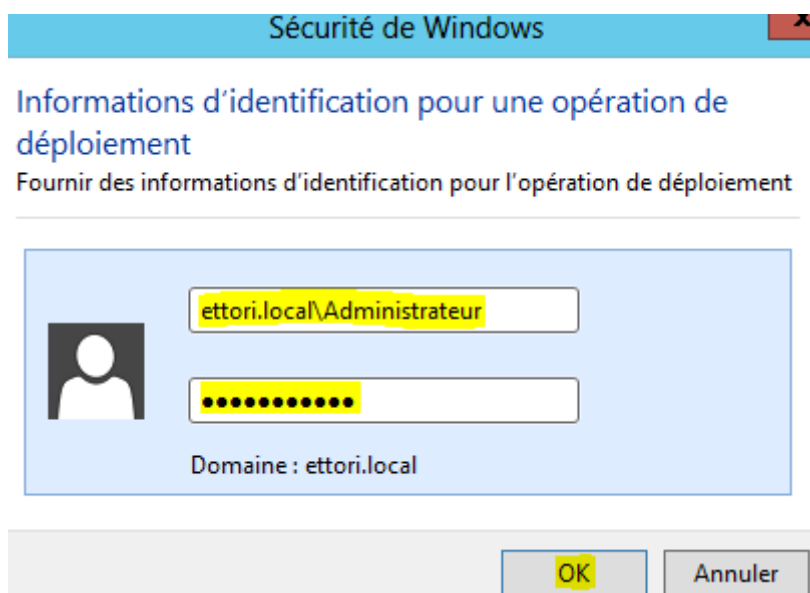 Sécurité de Windows
x
Informations d’identification pour une opération de
déploiement
Fournir des informations d’identification pour l’opération de déploiement
ettori.local\Administrateur
●●●●●●●●●●●
Domaine : ettori.local
OK
Annuler